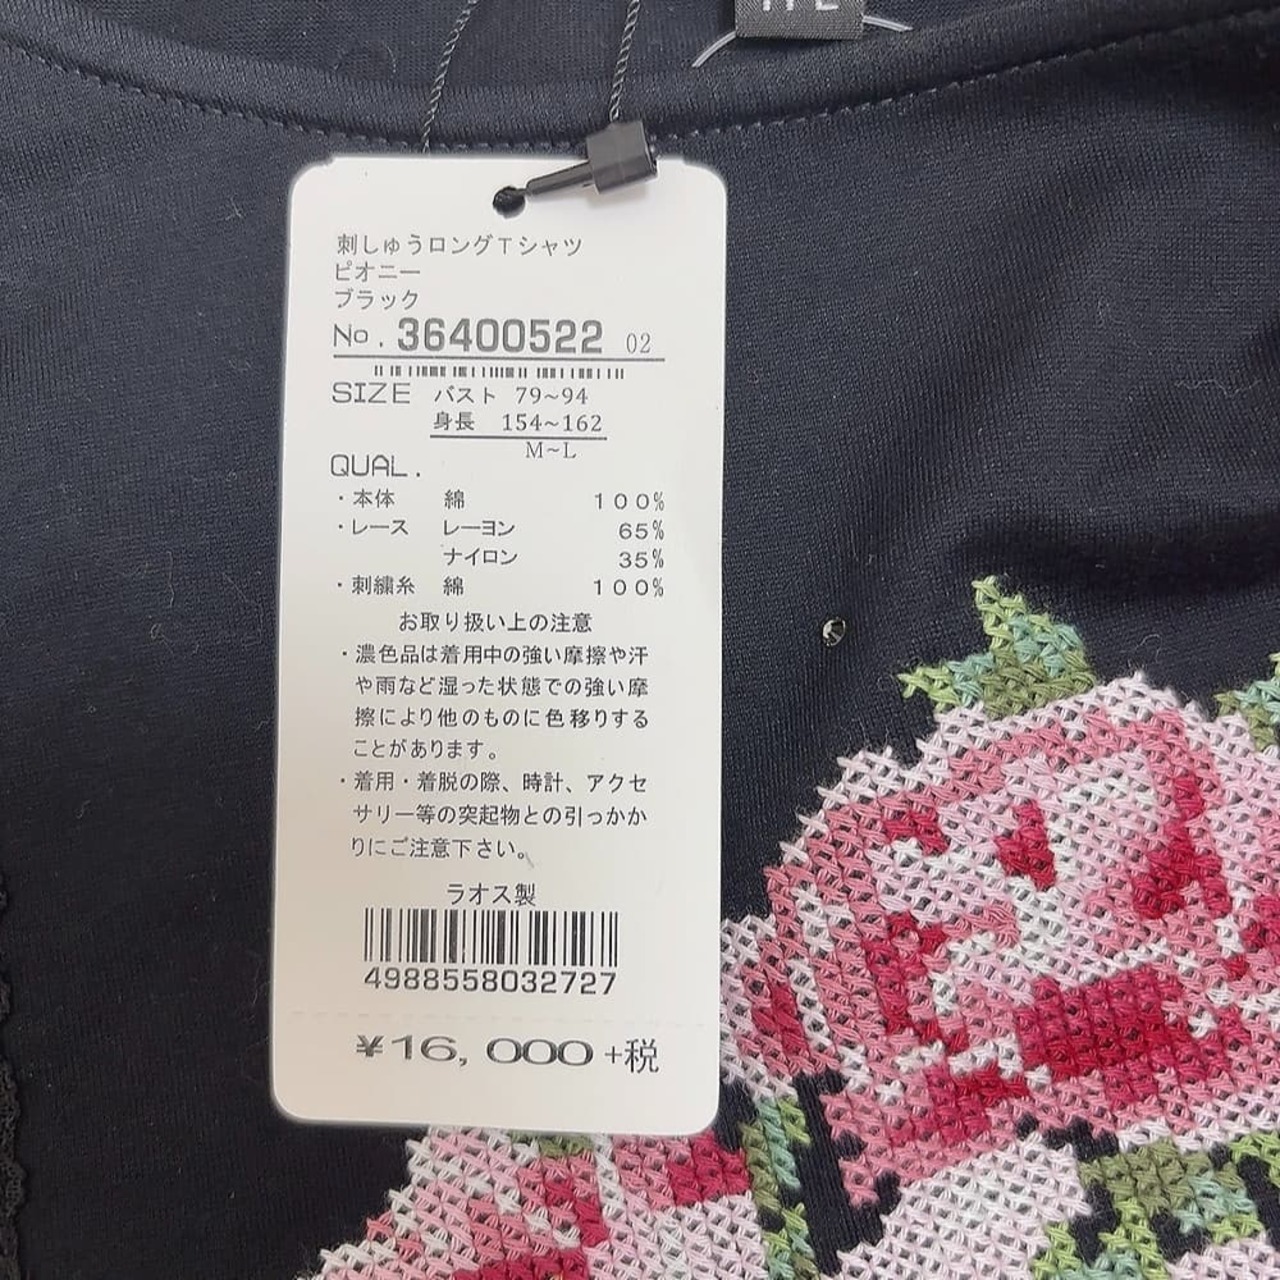 刺しゅうロングTシャツ
ピオニー
ブラック
No. 36400522 02
SIZE バスト 79~94
身長 154~162
M~L
QUAL.
・本体 綿 100%
・レース レーヨン 65%
ナイロン 35%
・刺繍糸 綿 100%
お取り扱い上の注意
・濃色品は着用中の強い摩擦や汗
や雨など湿った状態での強い摩
擦により他のものに色移りする
ことがあります。
・着用・着脱の際、時計、アクセ
サリー等の突起物との引っかか
りにご注意下さい。
ラオス製
4988558032727
¥16,000+税